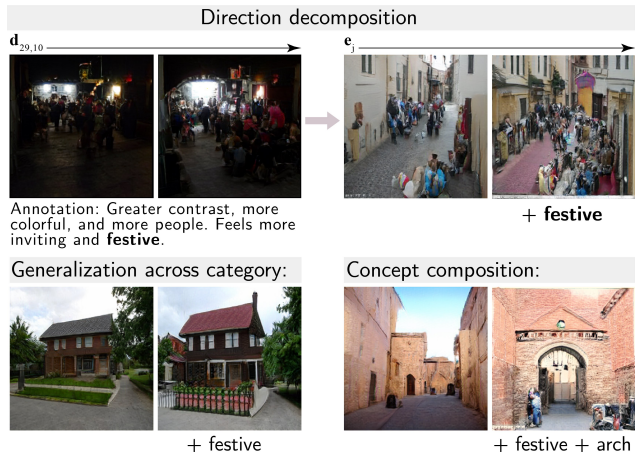 Direction decomposition
d29,10
ej
Annotation: Greater contrast, more
colorful, and more people. Feels more
inviting and festive.
+ festive
Generalization across category:
Concept composition:
+ festive
+ festive + arch